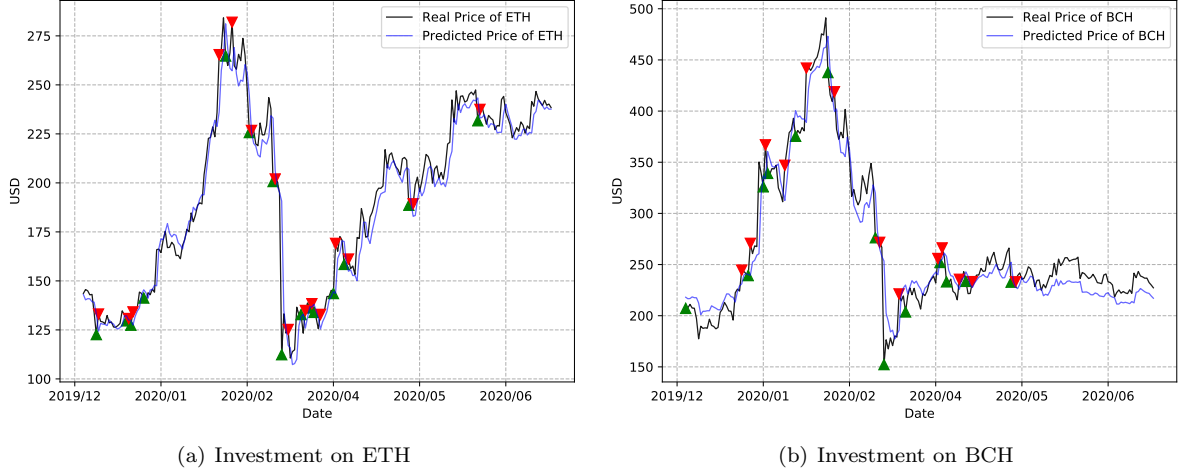 Real Price of ETH
Predicted Price of ETH
275
250
225
200
175
150
125
100
USD
2019/12 2020/01 2020/02 2020/04 2020/05 2020/06
Date
(a) Investment on ETH
Real Price of BCH
Predicted Price of BCH
500
450
400
350
300
250
200
150
USD
2019/12 2020/01 2020/02 2020/04 2020/05 2020/06
Date
(b) Investment on BCH